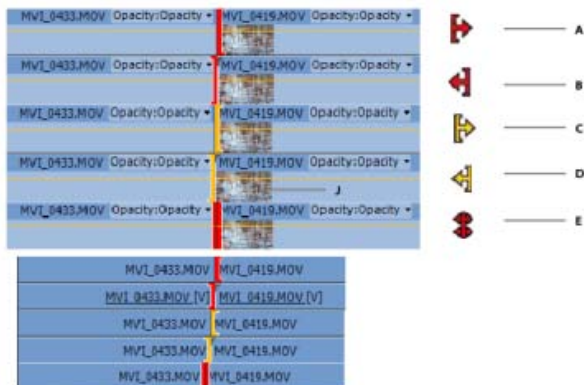 MVI_0433.MOV Opacity:Opacity MVI_0419.MOV Opacity:Opacity A
MVI_0433.MOV Opacity:Opacity MVI_0419.MOV Opacity:Opacity B
MVI_0433.MOV Opacity:Opacity MVI_0419.MOV Opacity:Opacity C
MVI_0433.MOV Opacity:Opacity MVI_0419.MOV Opacity:Opacity D
J
MVI_0433.MOV Opacity:Opacity MVI_0419.MOV Opacity:Opacity E
MVI_0433.MOV MVI_0419.MOV
MVI_0433.MOV [V] MVI_0419.MOV [V]
MVI_0433.MOV MVI_0419.MOV
MVI_0433.MOV MVI_0419.MOV
MVI_0433.MOV MVI_0419.MOV